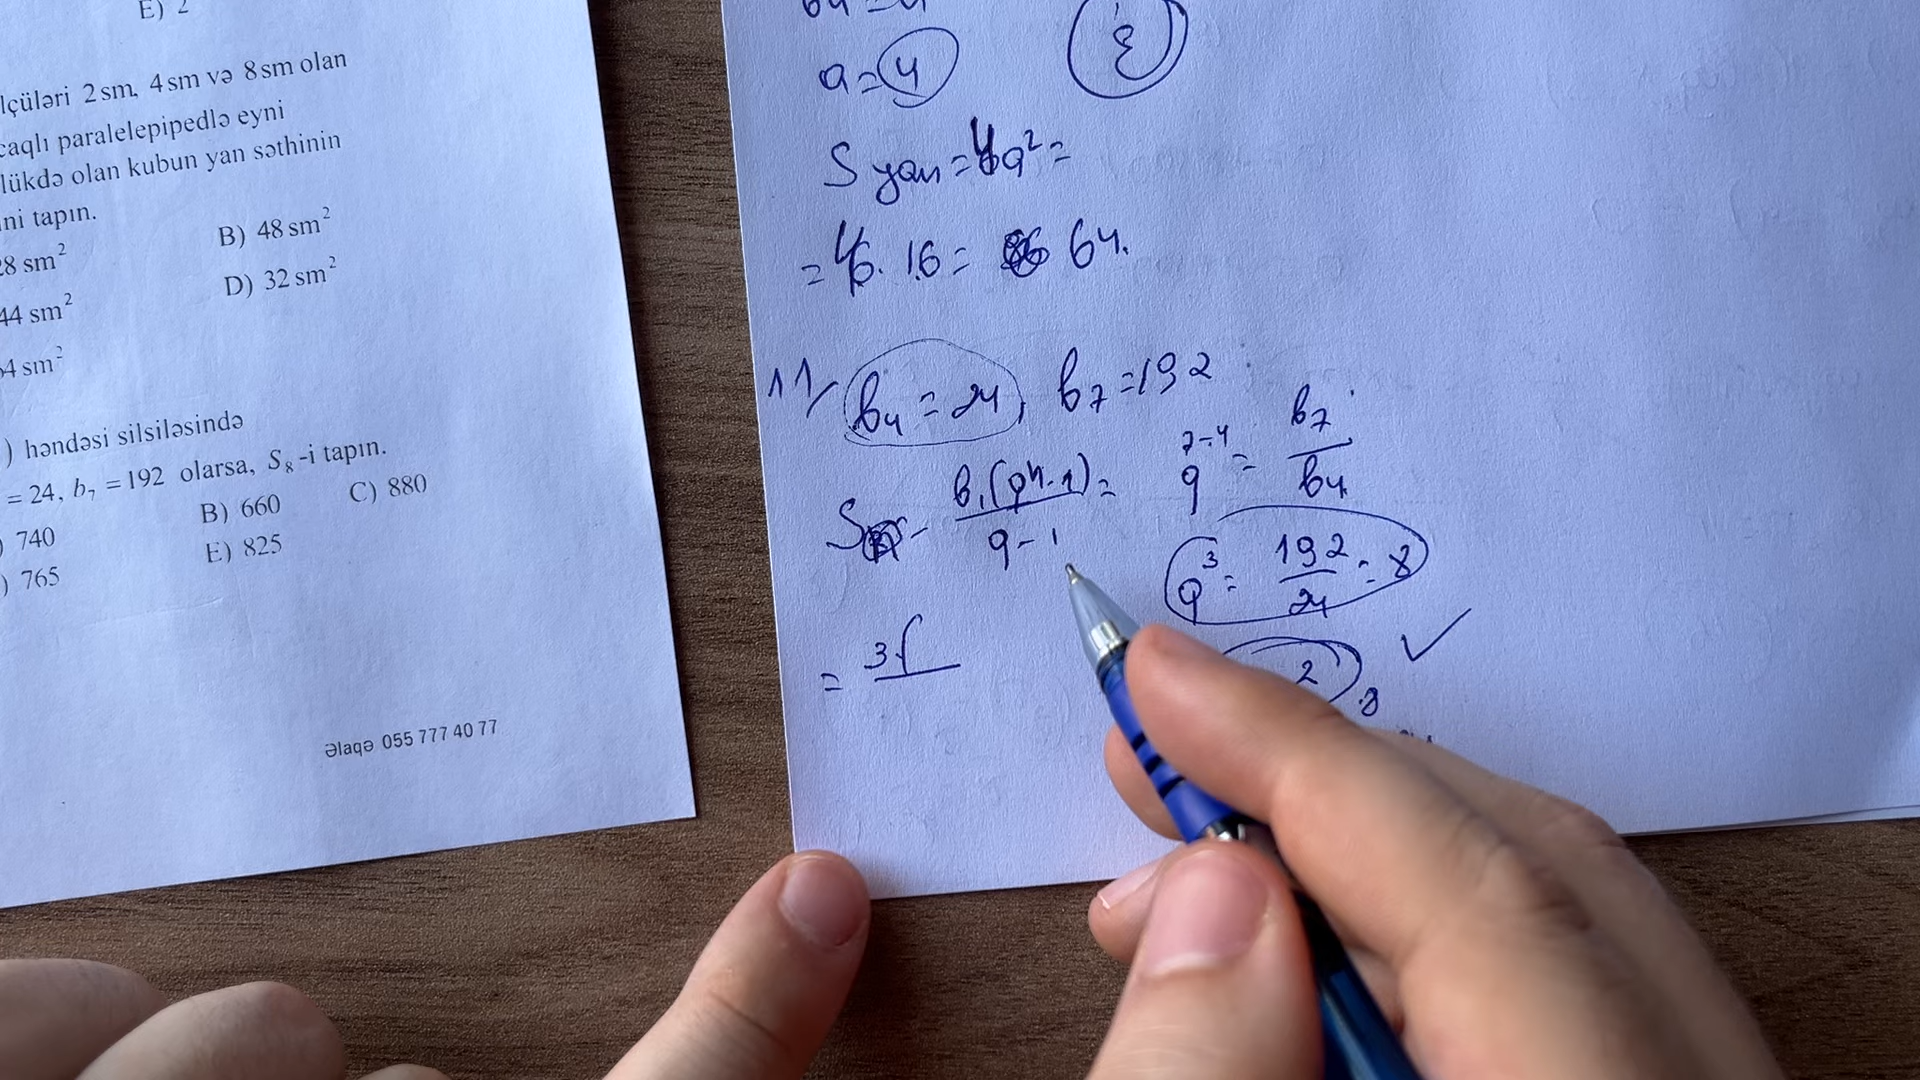 E) 2
lçüləri 2 sm, 4 sm və 8 sm olan
caqlı paralelepipedlə eyni
lükdə olan kubun yan səthinin
ni tapın.
28 sm² B) 48 sm²
44 sm² D) 32 sm²
64 sm²
) həndəsi silsiləsində
= 24, b₇ = 192 olarsa, S₈ -i tapın.
) 740 B) 660 C) 880
) 765 E) 825
Əlaqə 055 777 40 77
a = 4
S yan = 4a² =
= 4 . 16 = 64.
11/ b₄ = 24, b₇ = 192
S = b₁(qⁿ - 1) / q - 1 =
q⁷⁻⁴ = b₇ / b₄
q³ = 192 / 24 = 8
2
= 3 . (